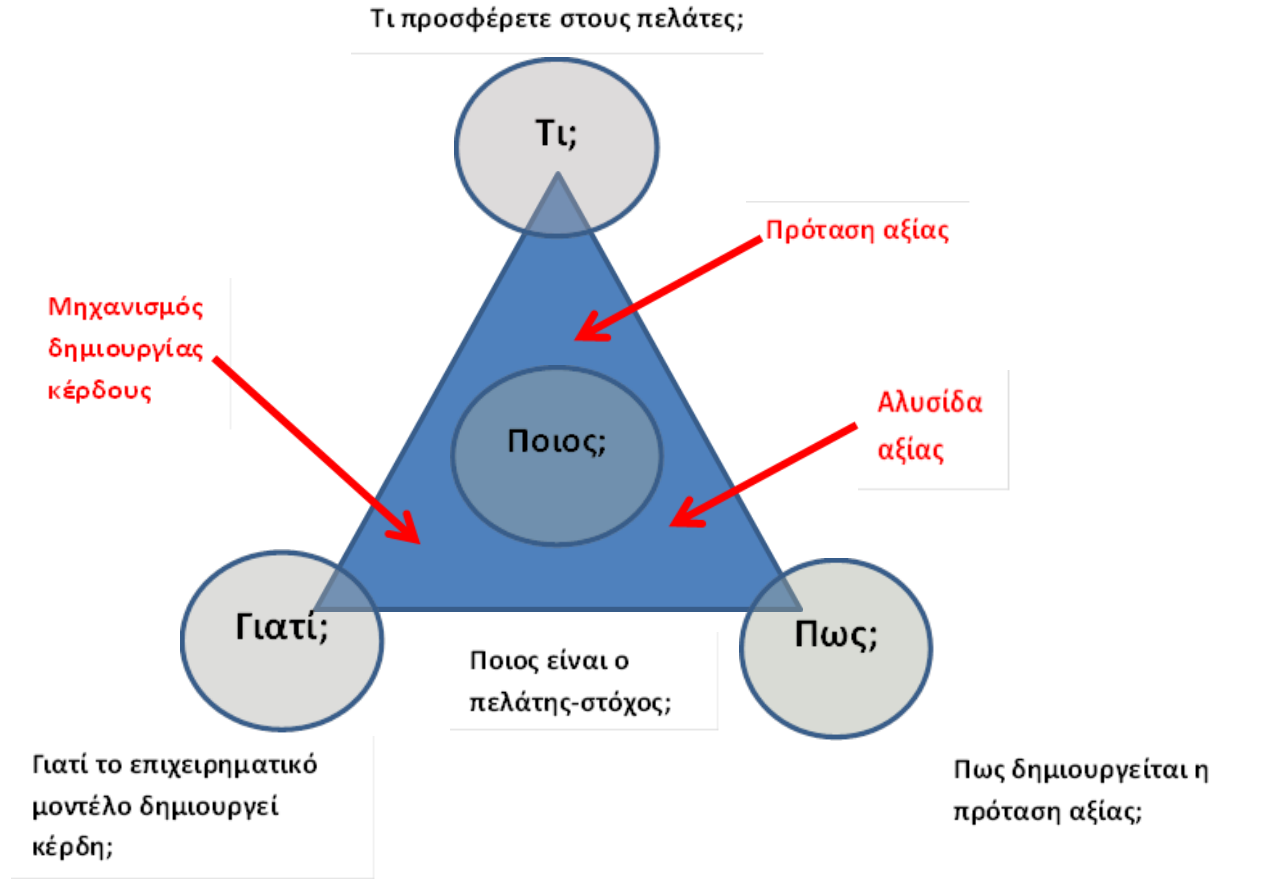 Τι προσφέρετε στους πελάτες;
Τι;
Πρόταση αξίας
Μηχανισμός
δημιουργίας
κέρδους
Αλυσίδα
αξίας
Ποιος;
Γιατί;
Πως;
Ποιος είναι ο
πελάτης-στόχος;
Γιατί το επιχειρηματικό
μοντέλο δημιουργεί
κέρδη;
Πως δημιουργείται η
πρόταση αξίας;